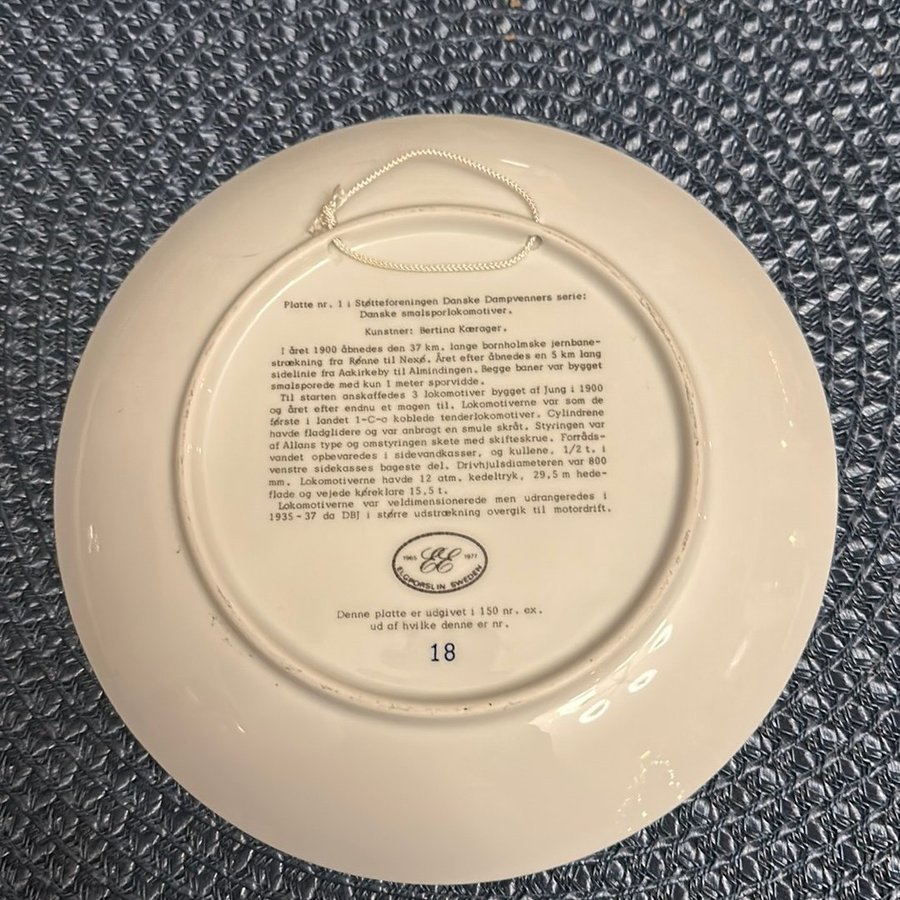 Platte nr. 1 i Støtteforeningen Danske Dampvenners serie:
Danske smalsporlokomotiver.
Kunstner: Bertina Kærager.
I året 1900 åbnedes den 37 km. lange bornholmske jernbane-
strækning fra Rønne til Nexø. Året efter åbnedes en 5 km lang
sidelinie fra Aakirkeby til Almindingen. Begge baner var bygget
smalsporede med kun 1 meter sporvidde.
Til starten anskaffedes 3 lokomotiver bygget af Jung i 1900
og året efter endnu et magen til. Lokomotiverne var som de
første i landet 1-C-o koblede tenderlokomotiver. Cylindrene
havde fladglidere og var anbragt en smule skråt. Styringen var
af Allans type og omstyringen skete med skifteskrue. Forråds-
vandet opbevaredes i sidevandkasser, og kullene, 1/2 t. i
venstre sidekasses bageste del. Drivhjulsdiameteren var 800
mm. Lokomotiverne havde 12 atm. kedeltryk, 29,5 m hede-
flade og vejede køreklare 15,5 t.
Lokomotiverne var veldimensionerede men udrangeredes i
1935-37 da DBJ i større udstrækning overgik til motordrift.
1965 EE 1977
ELGPORSLIN SWEDEN
Denne platte er udgivet i 150 nr. ex.
ud af hvilke denne er nr.
18